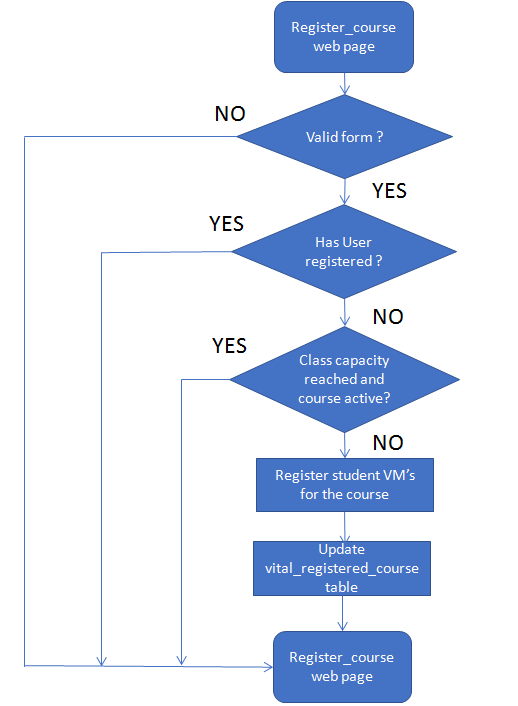 Register_course
web page
NO
Valid form ?
YES
YES
Has User
registered ?
NO
YES
Class capacity
reached and
course active?
NO
Register student VM's
for the course
Update
vital_registered_course
table
Register_course
web page